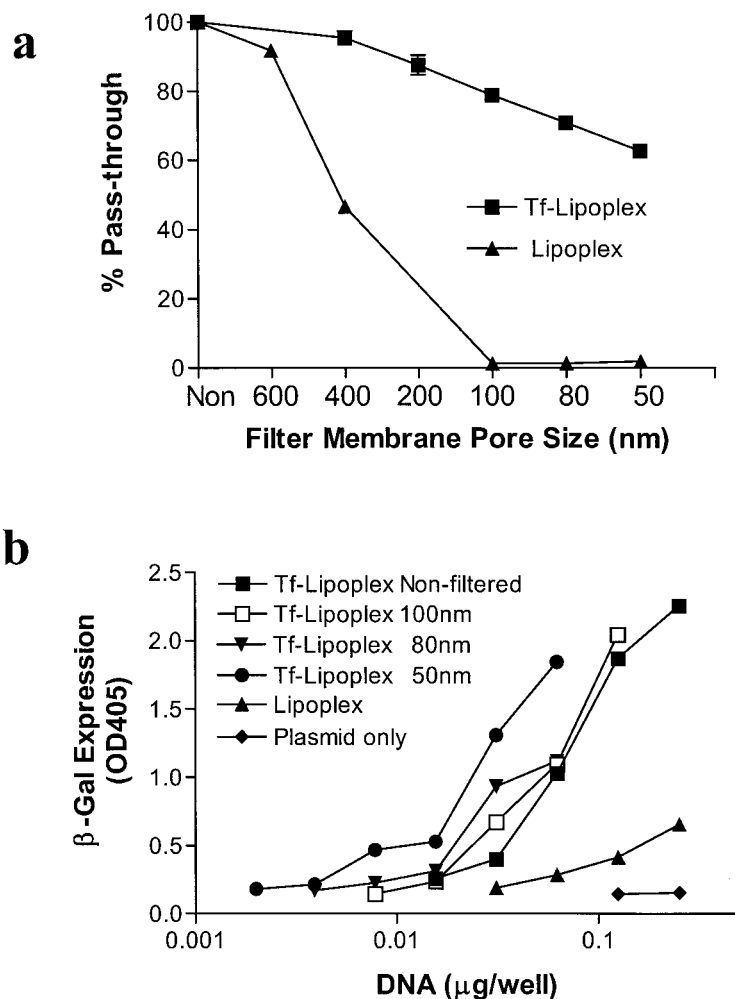 a
100
80
60
40
20
0
% Pass-through
Tf-Lipoplex
Lipoplex
Non 600 400 200 100 80 50
Filter Membrane Pore Size (nm)
b
2.5
2.0
1.5
1.0
0.5
0.0
β-Gal Expression
(OD405)
Tf-Lipoplex Non-filtered
Tf-Lipoplex 100nm
Tf-Lipoplex 80nm
Tf-Lipoplex 50nm
Lipoplex
Plasmid only
0.001 0.01 0.1
DNA (μg/well)